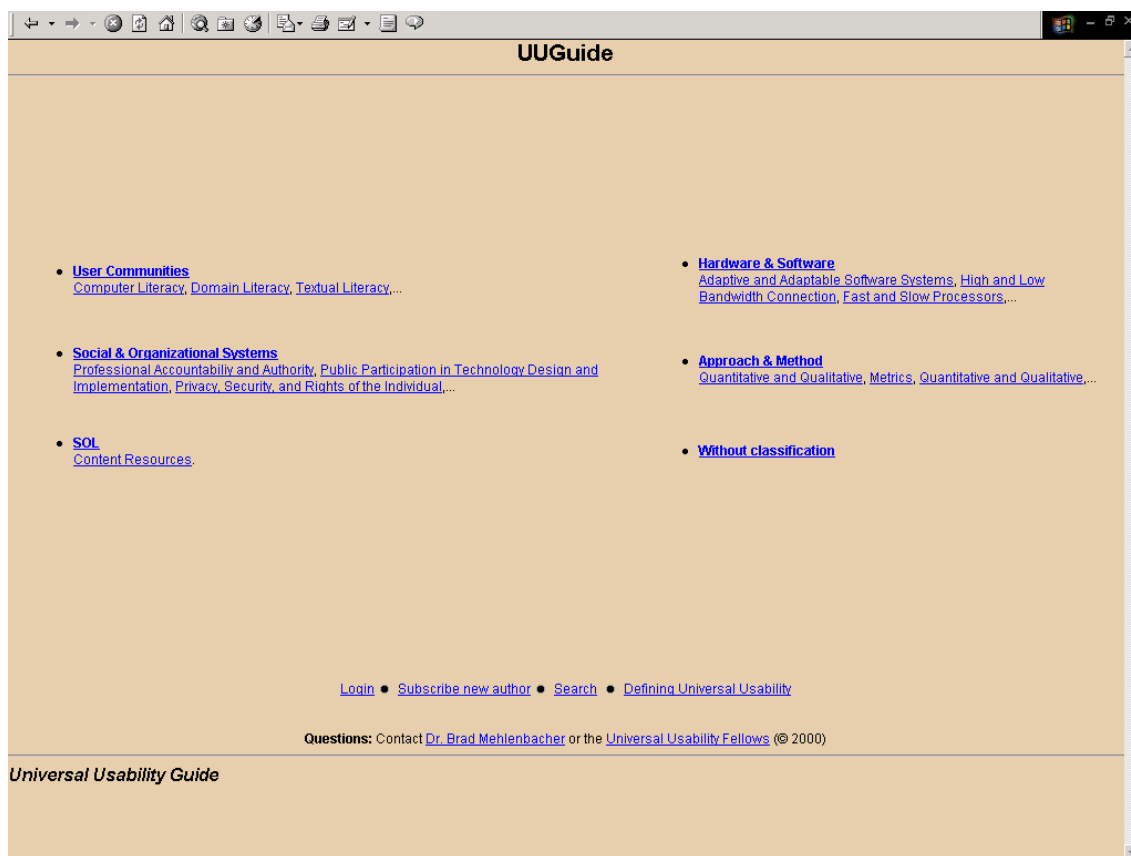 UUGuide
User Communities
Computer Literacy, Domain Literacy, Textual Literacy,...
Social & Organizational Systems
Professional Accountabiliy and Authority, Public Participation in Technology Design and
Implementation, Privacy, Security, and Rights of the Individual,...
SOL
Content Resources.
Hardware & Software
Adaptive and Adaptable Software Systems, High and Low
Bandwidth Connection, Fast and Slow Processors,...
Approach & Method
Quantitative and Qualitative, Metrics, Quantitative and Qualitative,...
Without classification
Login ● Subscribe new author ● Search ● Defining Universal Usability
Questions: Contact Dr. Brad Mehlenbacher or the Universal Usability Fellows (© 2000)
Universal Usability Guide